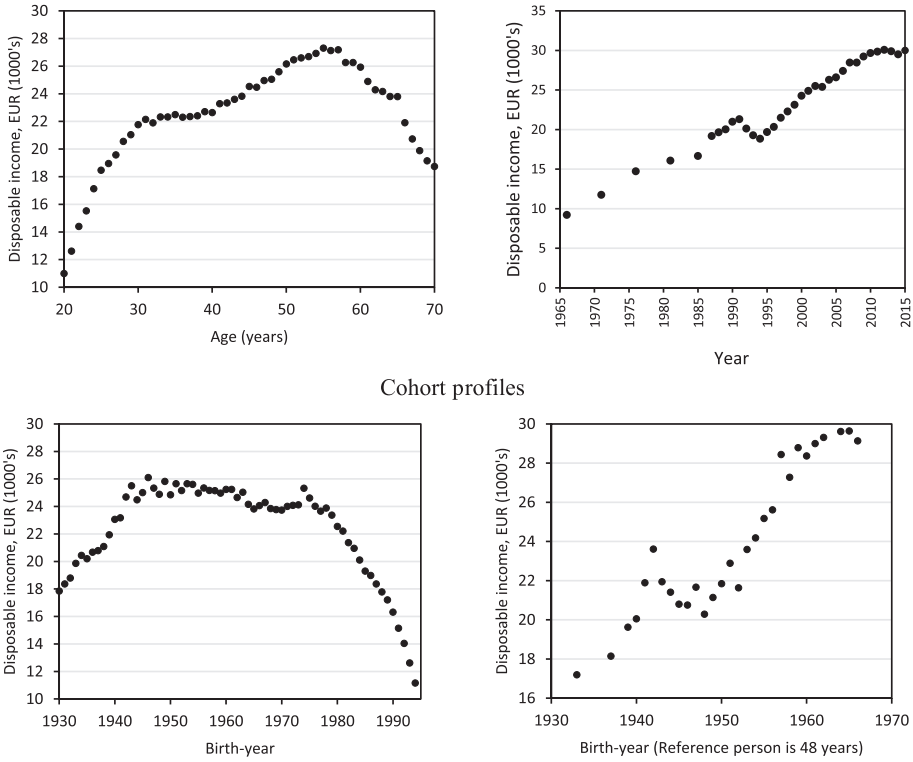 30
28
26
24
22
20
18
16
14
12
10
Disposable income, EUR (1000's)
20 30 40 50 60 70
Age (years)
35
30
25
20
15
10
5
0
Disposable income, EUR (1000's)
1965 1970 1975 1980 1985 1990 1995 2000 2005 2010 2015
Year
Cohort profiles
30
28
26
24
22
20
18
16
14
12
10
Disposable income, EUR (1000's)
1930 1940 1950 1960 1970 1980 1990
Birth-year
30
28
26
24
22
20
18
16
Disposable income, EUR (1000's)
1930 1940 1950 1960 1970
Birth-year (Reference person is 48 years)